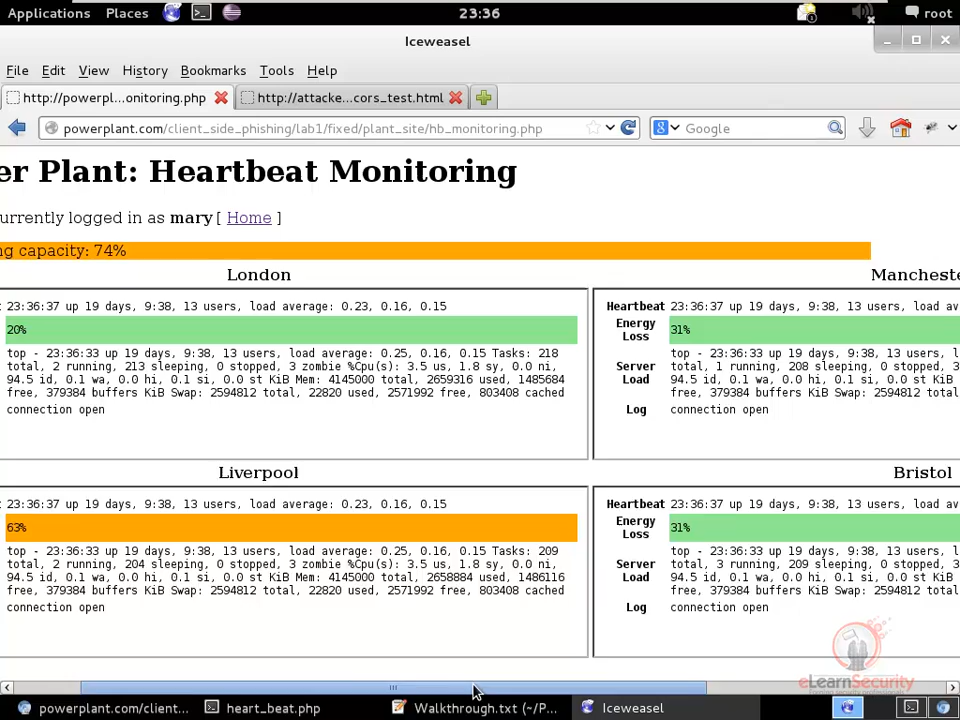 Applications Places 23:36 root
Iceweasel
File Edit View History Bookmarks Tools Help
http://powerpl...onitoring.php http://attacke...cors_test.html
powerplant.com/client_side_phishing/lab1/fixed/plant_site/hb_monitoring.php Google
er Plant: Heartbeat Monitoring
urrently logged in as mary [ Home ]
ng capacity: 74%
London
23:36:37 up 19 days, 9:38, 13 users, load average: 0.23, 0.16, 0.15
20%
top - 23:36:33 up 19 days, 9:38, 13 users, load average: 0.25, 0.16, 0.15 Tasks: 218
total, 2 running, 213 sleeping, 0 stopped, 3 zombie %Cpu(s): 3.5 us, 1.8 sy, 0.0 ni,
94.5 id, 0.1 wa, 0.0 hi, 0.1 si, 0.0 st KiB Mem: 4145000 total, 2659316 used, 1485684
free, 379384 buffers KiB Swap: 2594812 total, 22820 used, 2571992 free, 803408 cached
connection open
Mancheste
Heartbeat 23:36:37 up 19 days, 9:38, 13 users, load av
Energy
Loss
31%
top - 23:36:33 up 19 days, 9:38, 13 users, load
total, 1 running, 208 sleeping, 0 stopped, 3
94.5 id, 0.1 wa, 0.0 hi, 0.1 si, 0.0 st KiB Mem
free, 379384 buffers KiB Swap: 2594812 total
Server
Load
Log connection open
Liverpool
23:36:37 up 19 days, 9:38, 13 users, load average: 0.23, 0.16, 0.15
63%
top - 23:36:33 up 19 days, 9:38, 13 users, load average: 0.25, 0.16, 0.15 Tasks: 209
total, 2 running, 204 sleeping, 0 stopped, 3 zombie %Cpu(s): 3.5 us, 1.8 sy, 0.0 ni,
94.5 id, 0.1 wa, 0.0 hi, 0.1 si, 0.0 st KiB Mem: 4145000 total, 2658884 used, 1486116
free, 379384 buffers KiB Swap: 2594812 total, 22820 used, 2571992 free, 803408 cached
connection open
Bristol
Heartbeat 23:36:37 up 19 days, 9:38, 13 users, load av
Energy
Loss
31%
top - 23:36:33 up 19 days, 9:38, 13 users, load
total, 3 running, 209 sleeping, 0 stopped, 3
94.5 id, 0.1 wa, 0.0 hi, 0.1 si, 0.0 st KiB Mem
free, 379384 buffers KiB Swap: 2594812 total
Server
Load
Log connection open
eLearnSecurity
powerplant.com/client... heart_beat.php Walkthrough.txt (~/P... Iceweasel